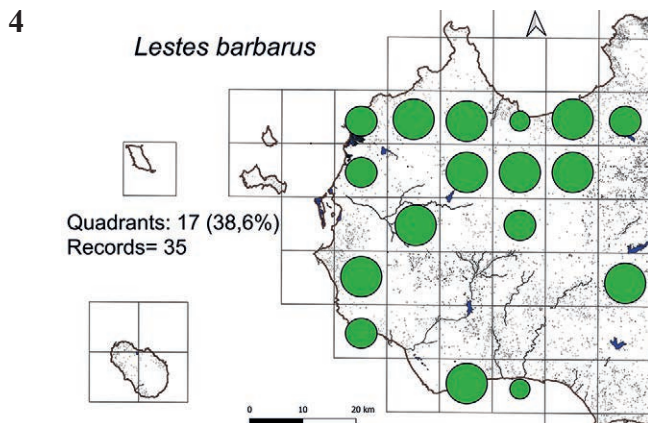 4
Lestes barbarus
Quadrants: 17 (38,6%)
Records= 35
0 10 20 km